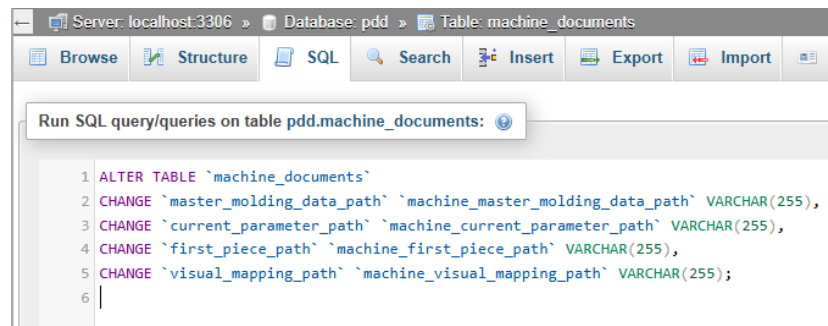 ← Server: localhost:3306 » Database: pdd » Table: machine_documents
Browse Structure SQL Search Insert Export Import
Run SQL query/queries on table pdd.machine_documents:
1 ALTER TABLE `machine_documents`
2 CHANGE `master_molding_data_path` `machine_master_molding_data_path` VARCHAR(255),
3 CHANGE `current_parameter_path` `machine_current_parameter_path` VARCHAR(255),
4 CHANGE `first_piece_path` `machine_first_piece_path` VARCHAR(255),
5 CHANGE `visual_mapping_path` `machine_visual_mapping_path` VARCHAR(255);
6